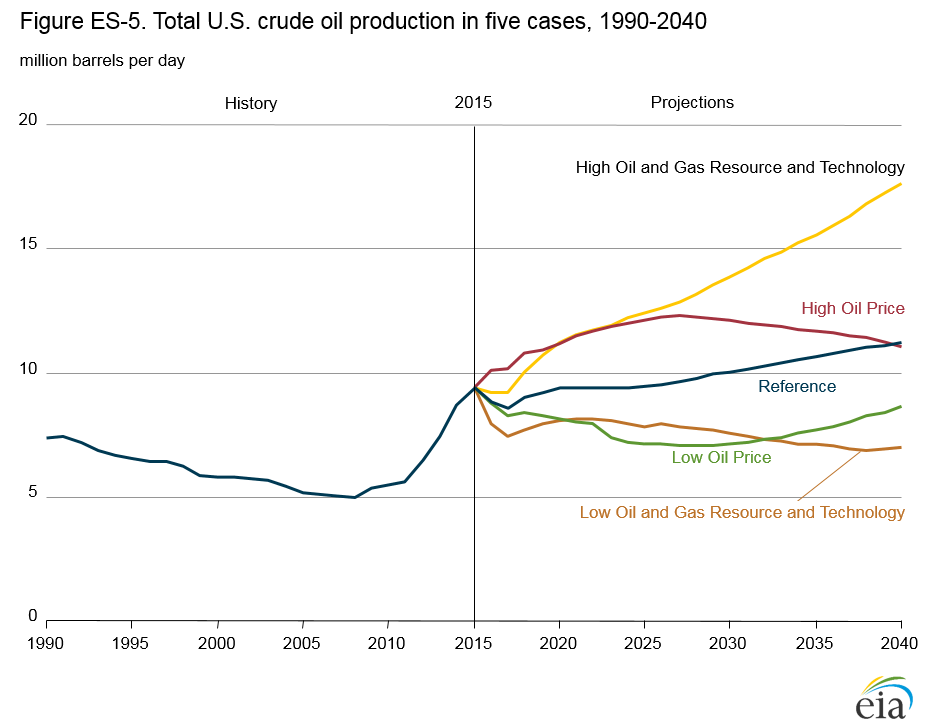 Figure ES-5. Total U.S. crude oil production in five cases, 1990-2040
million barrels per day
History 2015 Projections
20
High Oil and Gas Resource and Technology
15
High Oil Price
10
Reference
Low Oil Price
5
Low Oil and Gas Resource and Technology
0
1990 1995 2000 2005 2010 2015 2020 2025 2030 2035 2040
eia